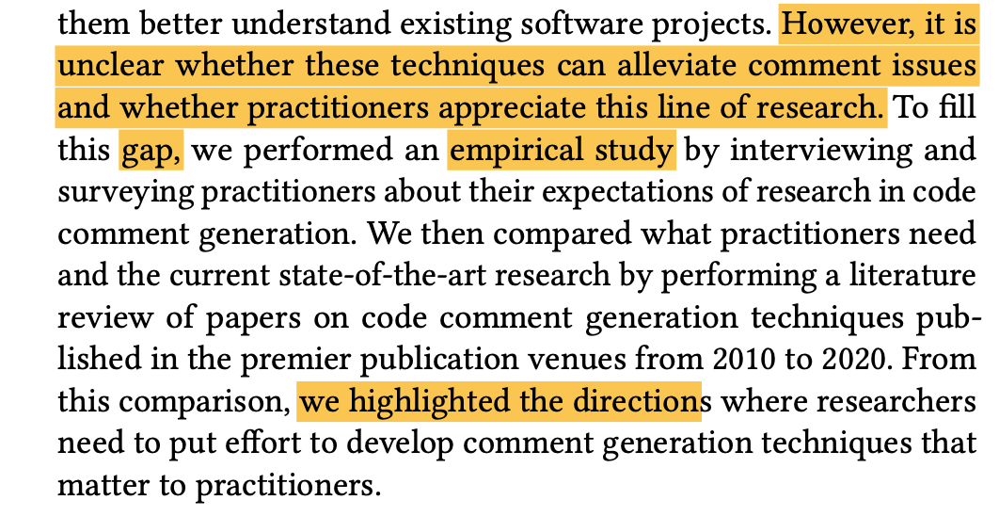 them better understand existing software projects. However, it is
unclear whether these techniques can alleviate comment issues
and whether practitioners appreciate this line of research. To fill
this gap, we performed an empirical study by interviewing and
surveying practitioners about their expectations of research in code
comment generation. We then compared what practitioners need
and the current state-of-the-art research by performing a literature
review of papers on code comment generation techniques pub-
lished in the premier publication venues from 2010 to 2020. From
this comparison, we highlighted the directions where researchers
need to put effort to develop comment generation techniques that
matter to practitioners.